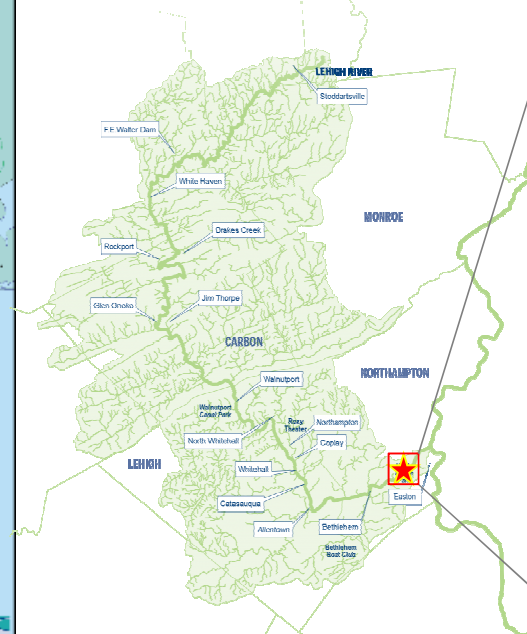 LEHIGH RIVER
Stoddartsville
F.E Walter Dam
White Haven
MONROE
Drakes Creek
Rockport
Glen Onoko
Jim Thorpe
CARBON
NORTHAMPTON
Walnutport
Walnutport
Canal Park
Roxy
Theater
Northampton
North Whitehall
Copley
LEHIGH
Whitehall
Catasauqua
Easton
Allentown
Bethlehem
Bethlehem
Boat Club